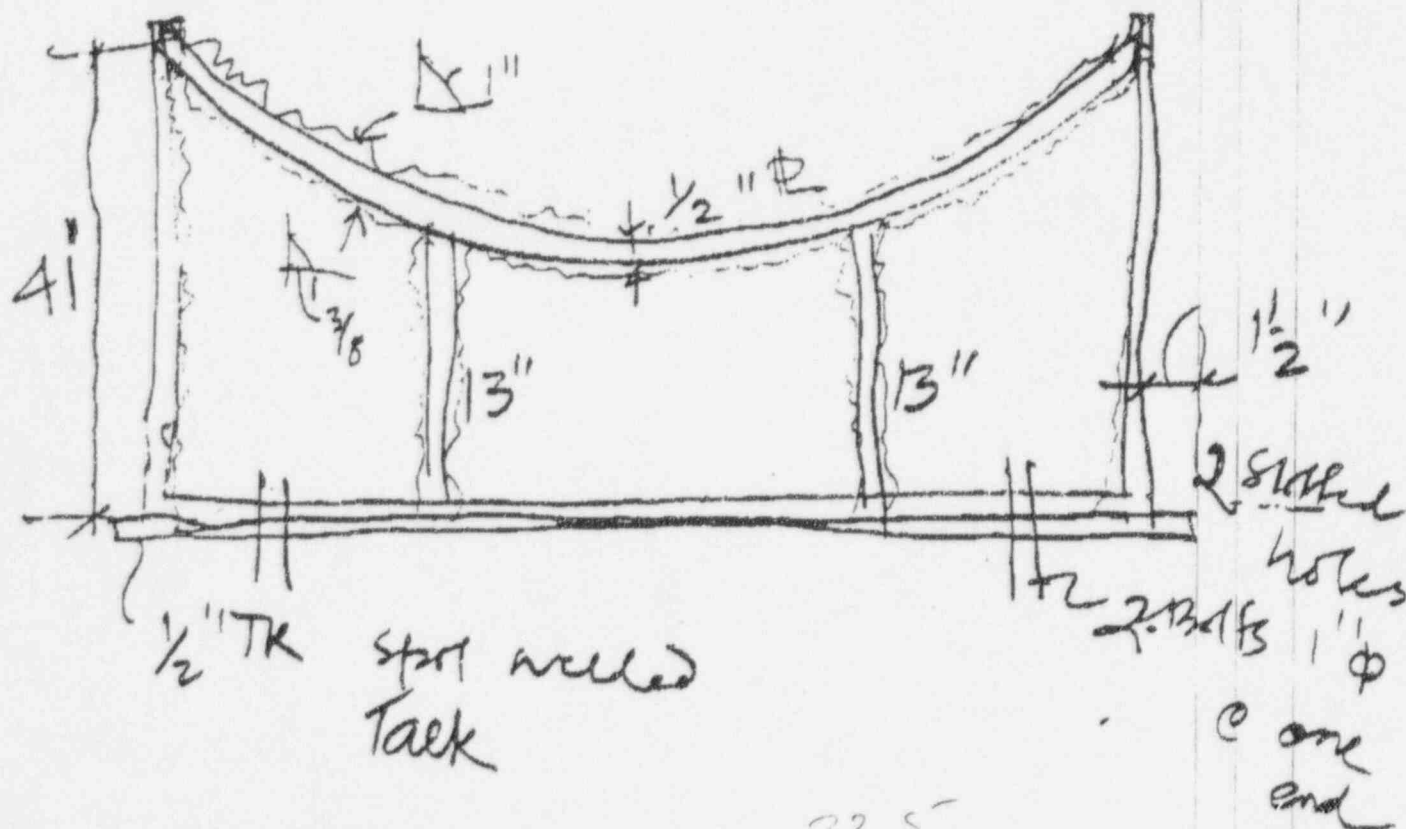 1"
1/2 " ⅊
41
3/8
13"
13"
1 1/2 "
2 slotted
holes
1" φ
@ one
end
2. Bolts
1/2 " TK
spot welded
Tack